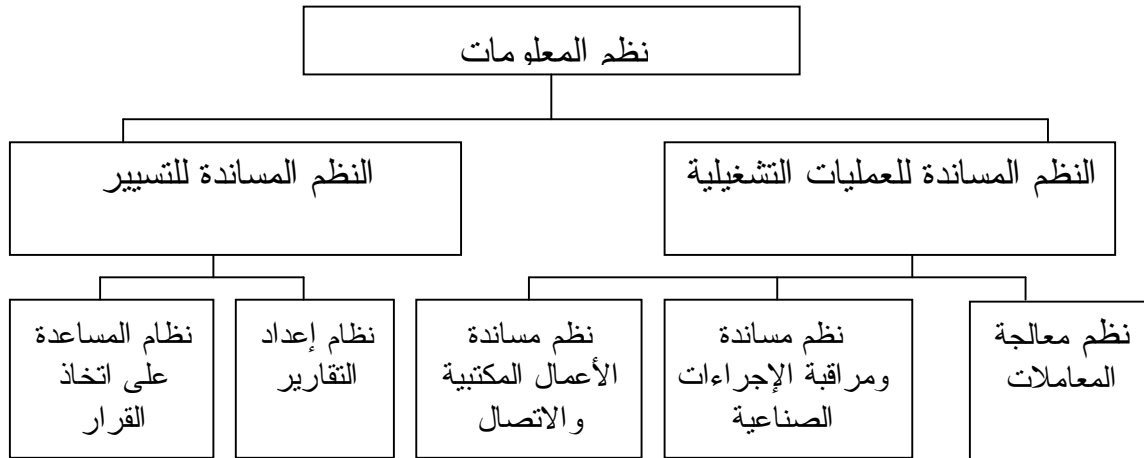 نظم المعلومات
النظم المساندة للعمليات التشغيلية
النظم المساندة للتسيير
نظم معالجة
المعاملات
نظم مساندة
ومراقبة الإجراءات
الصناعية
نظم مساندة
الأعمال المكتبية
والاتصال
نظام إعداد
التقارير
نظام المساعدة
على اتخاذ
القرار